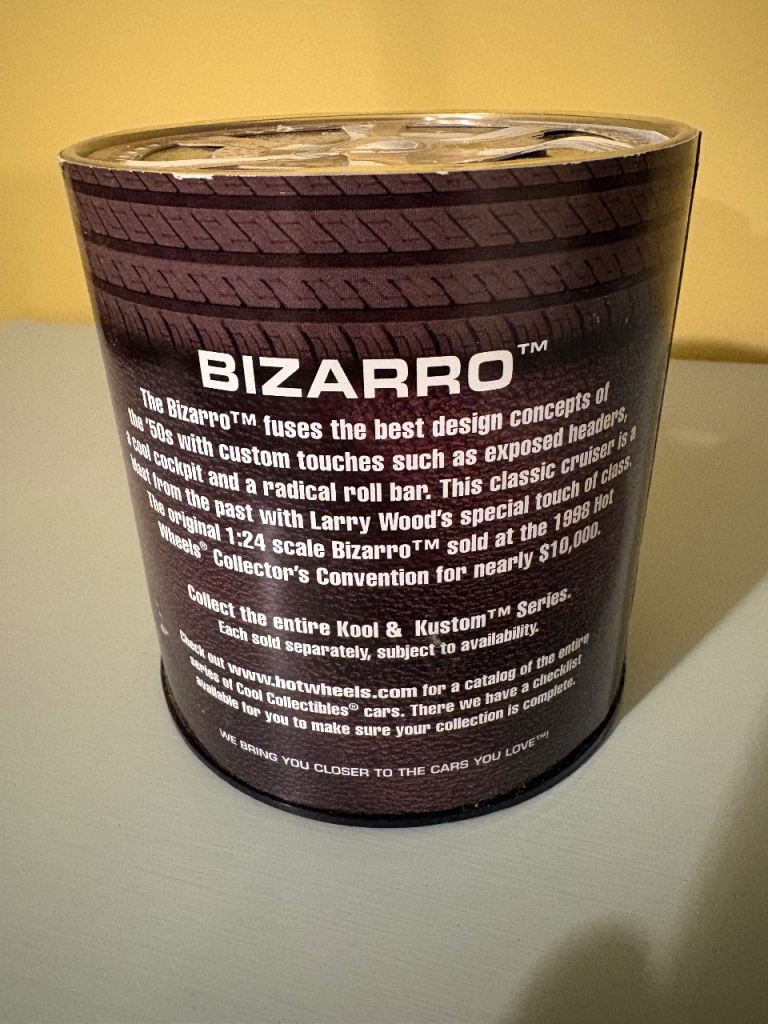 BIZARRO™
The Bizarro™ fuses the best design concepts of
the '50s with custom touches such as exposed headers,
a cool cockpit and a radical roll bar. This classic cruiser is a
blast from the past with Larry Wood's special touch of class.
The original 1:24 scale Bizarro™ sold at the 1998 Hot
Wheels® Collector's Convention for nearly $10,000.
Collect the entire Kool & Kustom™ Series.
Each sold separately, subject to availability.
Check out www.hotwheels.com for a catalog of the entire
series of Cool Collectibles® cars. There we have a checklist
available for you to make sure your collection is complete.
WE BRING YOU CLOSER TO THE CARS YOU LOVE™!